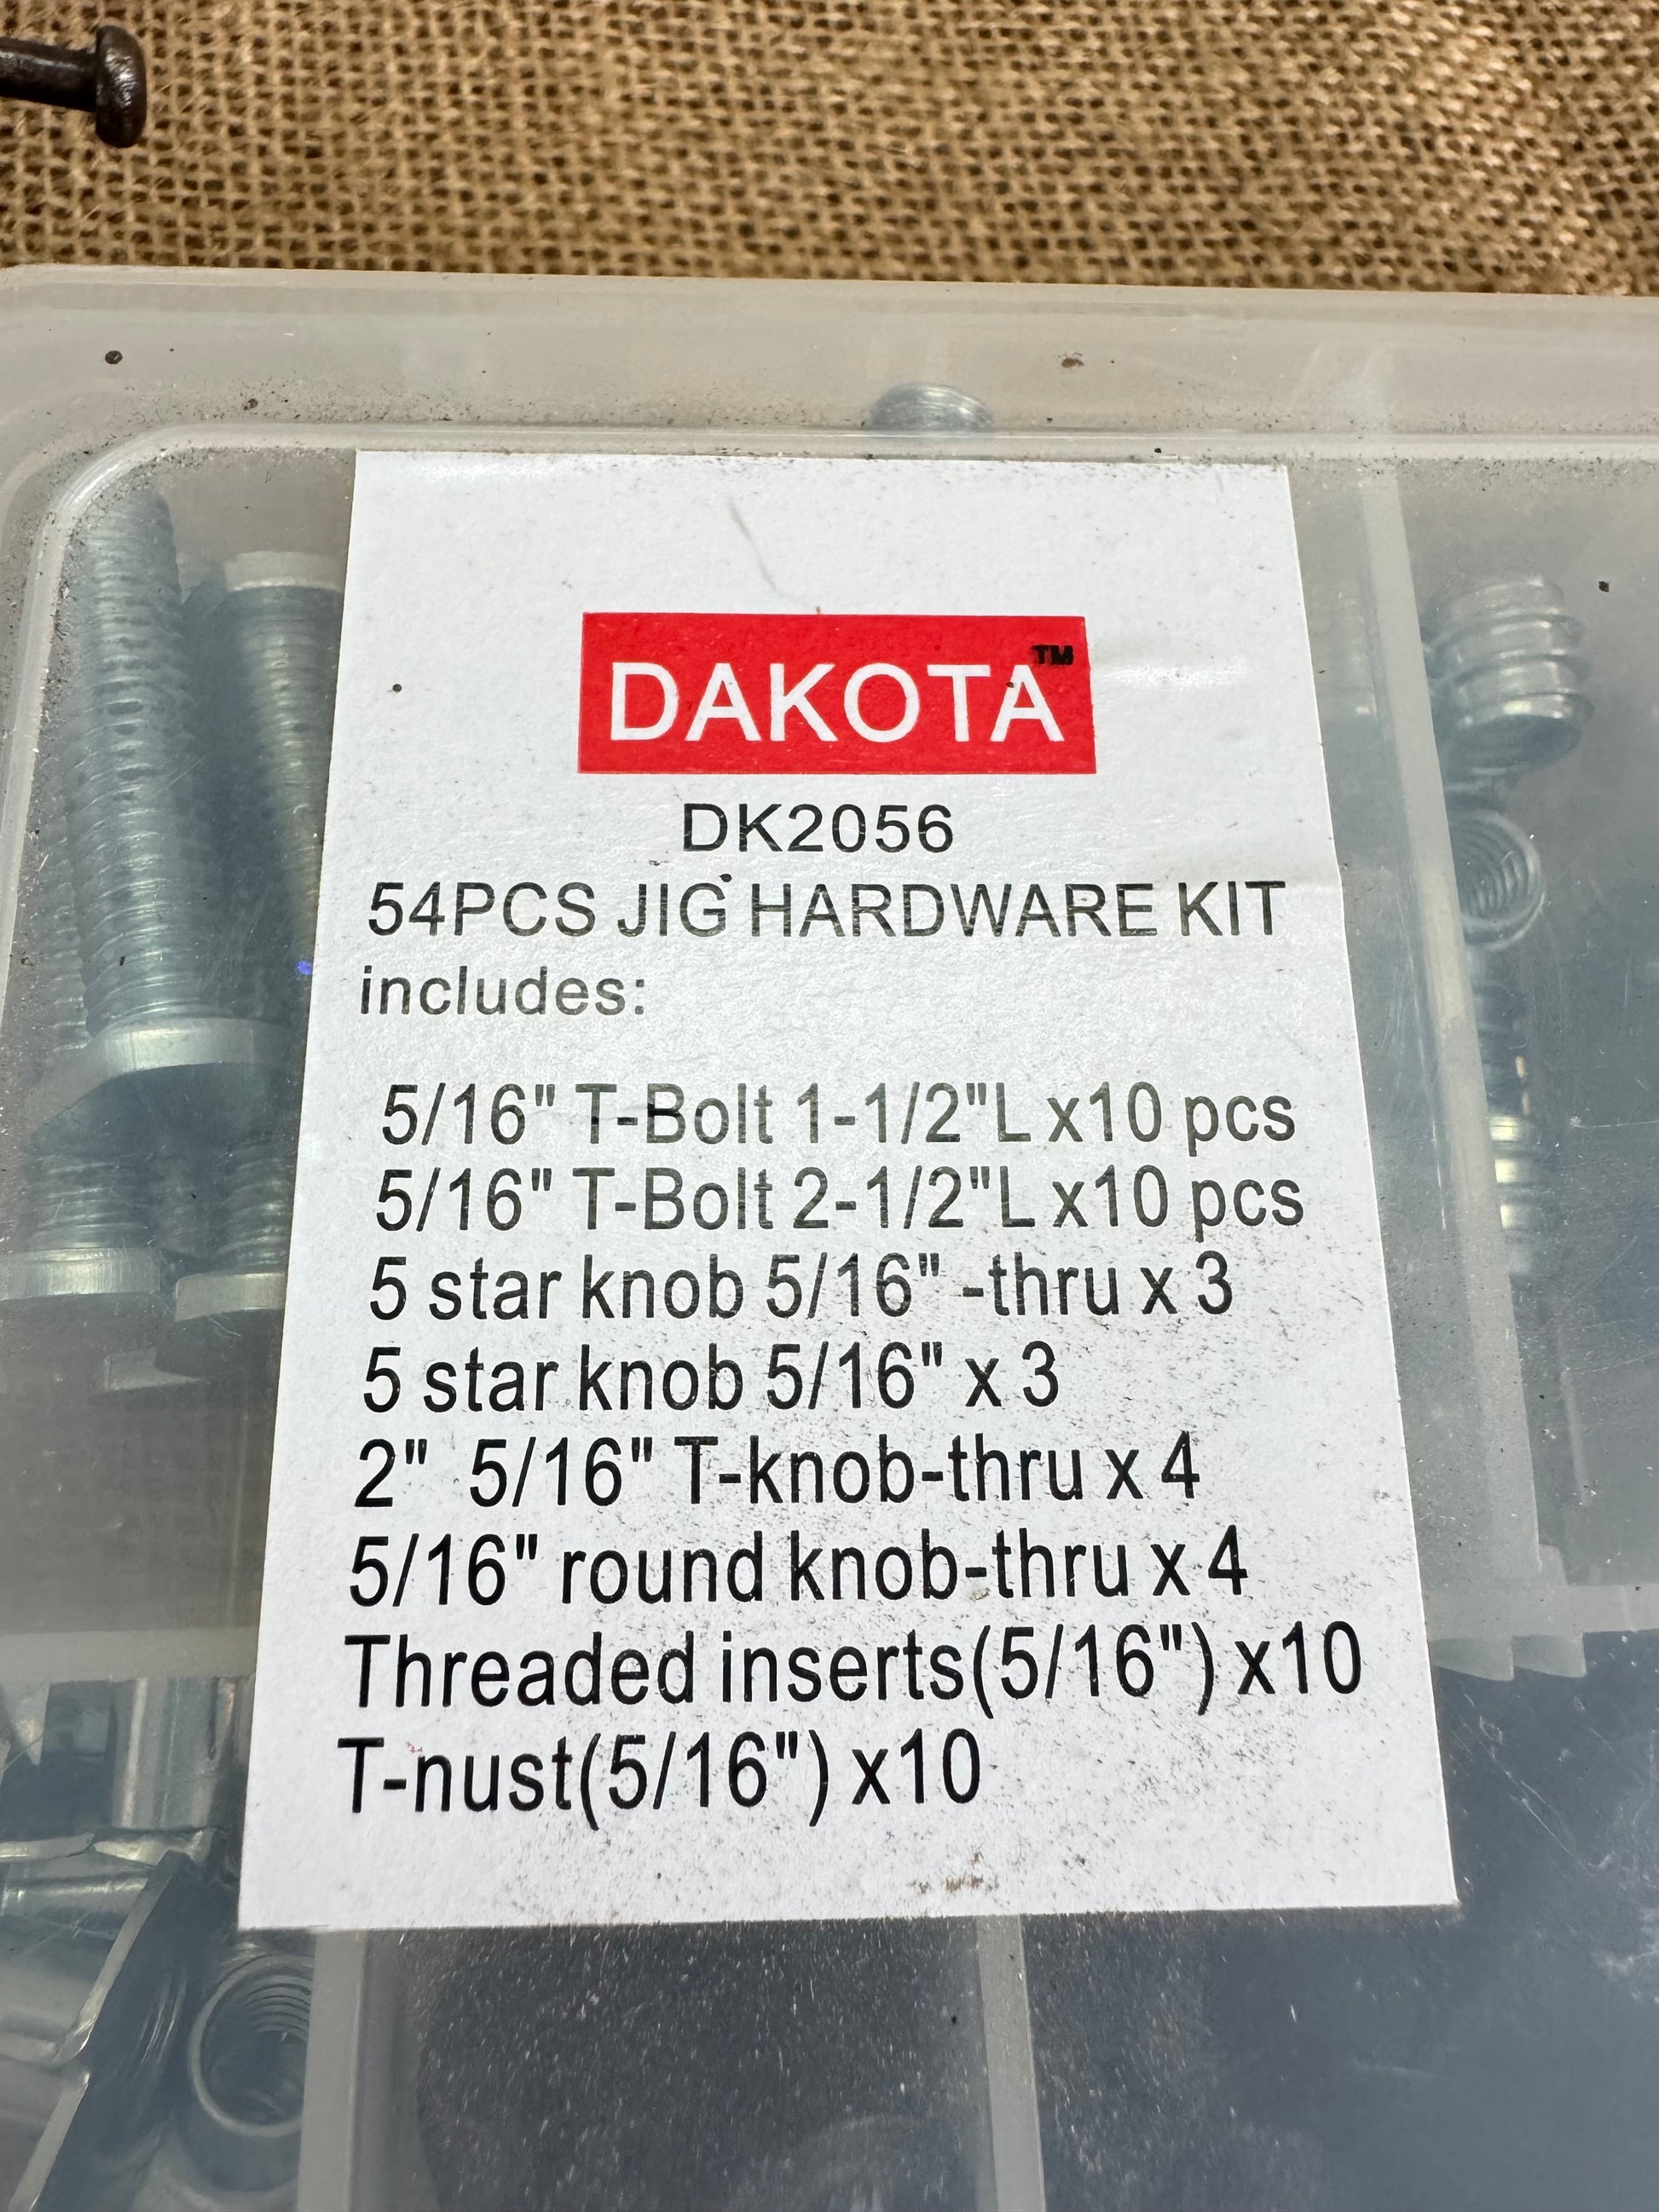 DAKOTA™
DK2056
54PCS JIG HARDWARE KIT
includes:
5/16" T-Bolt 1-1/2"L x10 pcs
5/16" T-Bolt 2-1/2"L x10 pcs
5 star knob 5/16" -thru x 3
5 star knob 5/16" x 3
2" 5/16" T-knob-thru x 4
5/16" round knob-thru x 4
Threaded inserts(5/16") x10
T-nust(5/16") x10